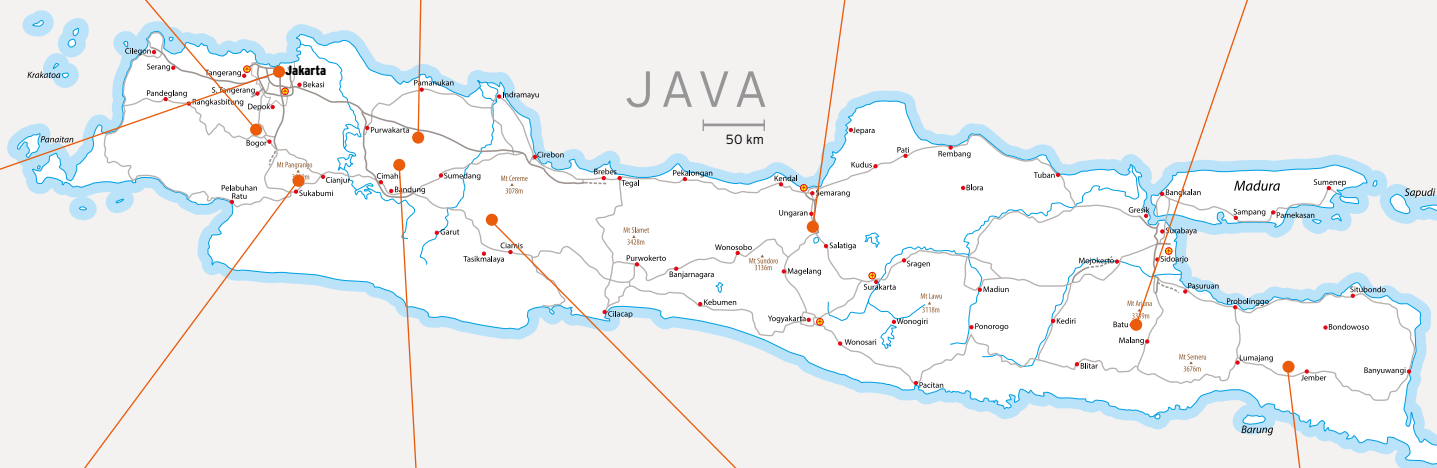 JAVA
50 km
Cilegon
Serang
Krakatoa
Tangerang
Jakarta
Bekasi
Pandeglang
S. Tangerang
Rangkasbitung
Depok
Panaitan
Bogor
Pamanukan
Indramayu
Purwakarta
Cirebon
Mt Pangrango
Cianjur
Sukabumi
Pelabuhan
Ratu
Cimahi
Bandung
Sumedang
Mt Cereme
3078m
Garut
Tasikmalaya
Ciamis
Brebes
Tegal
Pekalongan
Kendal
Semarang
Ungaran
Salatiga
Mt Slamet
3428m
Purwokerto
Wonosobo
Banjarnagara
Mt Sundoro
3136m
Magelang
Kebumen
Cilacap
Yogyakarta
Wonosari
Jepara
Kudus
Pati
Rembang
Blora
Tuban
Surakarta
Sragen
Mt Lawu
3118m
Wonogiri
Madiun
Ponorogo
Pacitan
Kediri
Blitar
Mojokerto
Gresik
Bangkalan
Madura
Sampang
Pamekasan
Sumenep
Sapudi
Surabaya
Sidoarjo
Pasuruan
Mt Arjuna
3339m
Batu
Malang
Probolinggo
Mt Semeru
3676m
Lumajang
Jember
Situbondo
Bondowoso
Banyuwangi
Barung